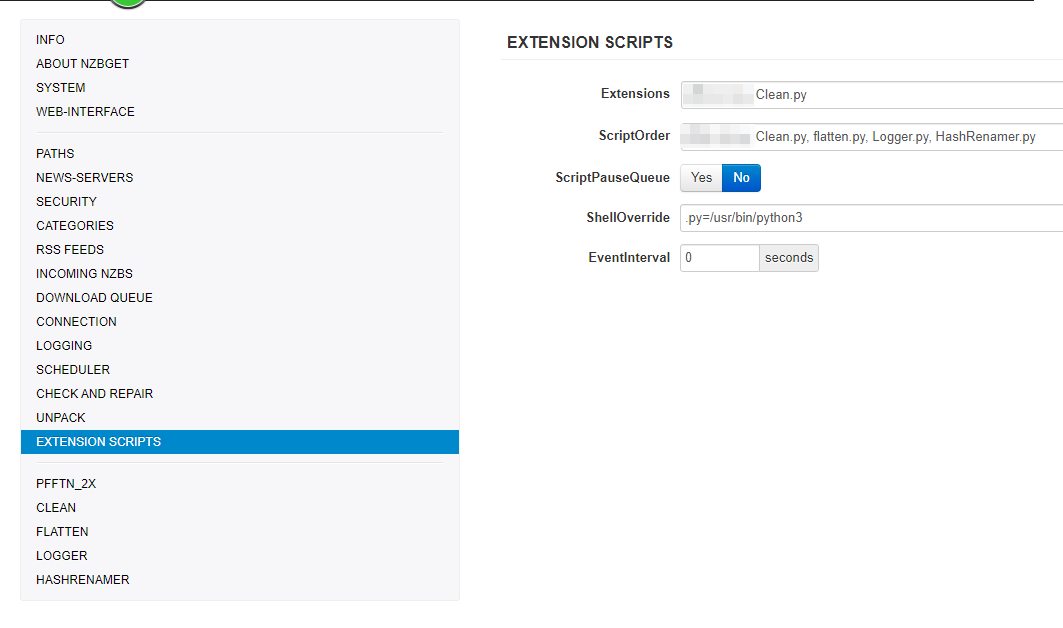 INFO
ABOUT NZBGET
SYSTEM
WEB-INTERFACE
PATHS
NEWS-SERVERS
SECURITY
CATEGORIES
RSS FEEDS
INCOMING NZBS
DOWNLOAD QUEUE
CONNECTION
LOGGING
SCHEDULER
CHECK AND REPAIR
UNPACK
EXTENSION SCRIPTS
PFFTN_2X
CLEAN
FLATTEN
LOGGER
HASHRENAMER
EXTENSION SCRIPTS
Extensions Clean.py
ScriptOrder Clean.py, flatten.py, Logger.py, HashRenamer.py
ScriptPauseQueue Yes No
ShellOverride .py=/usr/bin/python3
EventInterval 0 seconds